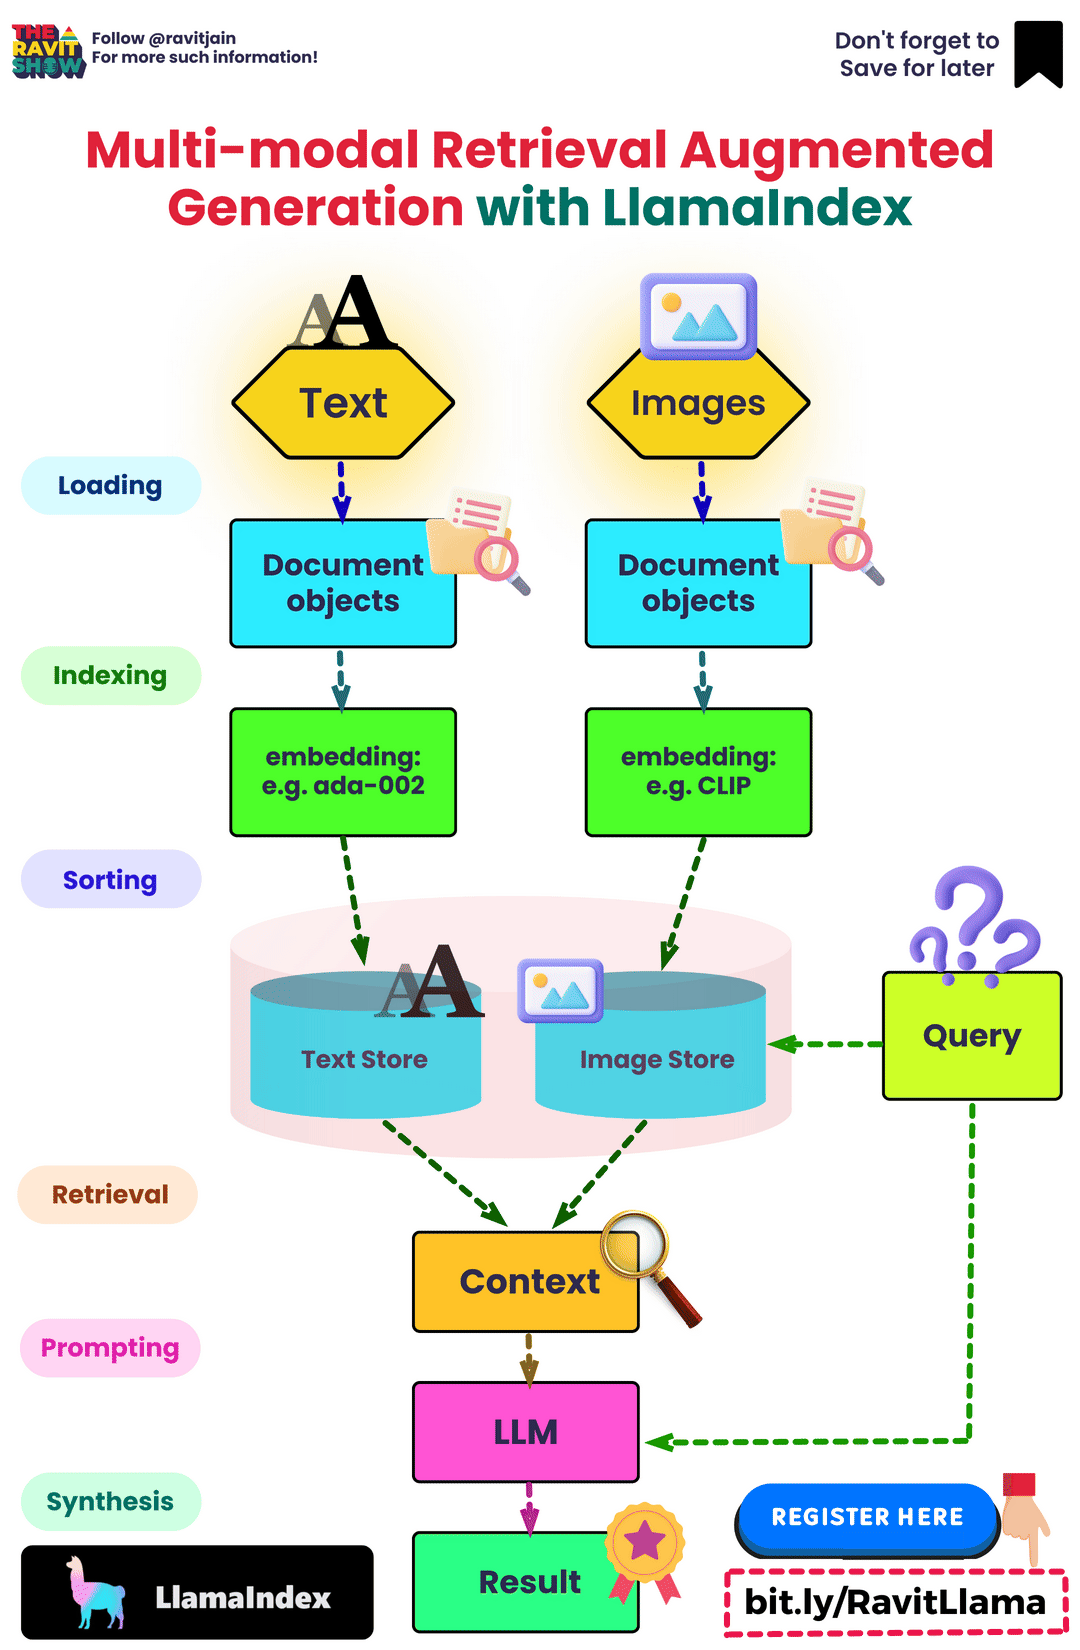 THE
RAVIT
SHOW
Follow @ravitjain
For more such information!
Don't forget to
Save for later
Multi-modal Retrieval Augmented
Generation with LlamaIndex
A A
Text
Images
Loading
Document
objects
Document
objects
Indexing
embedding:
e.g. ada-002
embedding:
e.g. CLIP
Sorting
???
A A
Text Store
Image Store
Query
Retrieval
Context
Prompting
LLM
Synthesis
REGISTER HERE
LlamaIndex
Result
bit.ly/RavitLlama